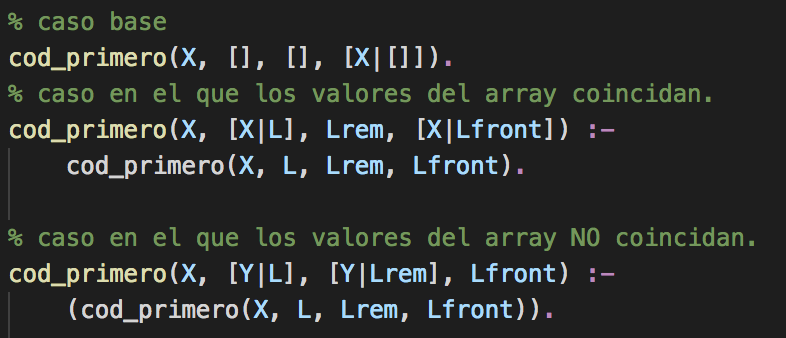 % caso base
cod_primero(X, [], [], [X|[]]).
% caso en el que los valores del array coincidan.
cod_primero(X, [X|L], Lrem, [X|Lfront]) :-
    cod_primero(X, L, Lrem, Lfront).
% caso en el que los valores del array NO coincidan.
cod_primero(X, [Y|L], [Y|Lrem], Lfront) :-
    (cod_primero(X, L, Lrem, Lfront)).